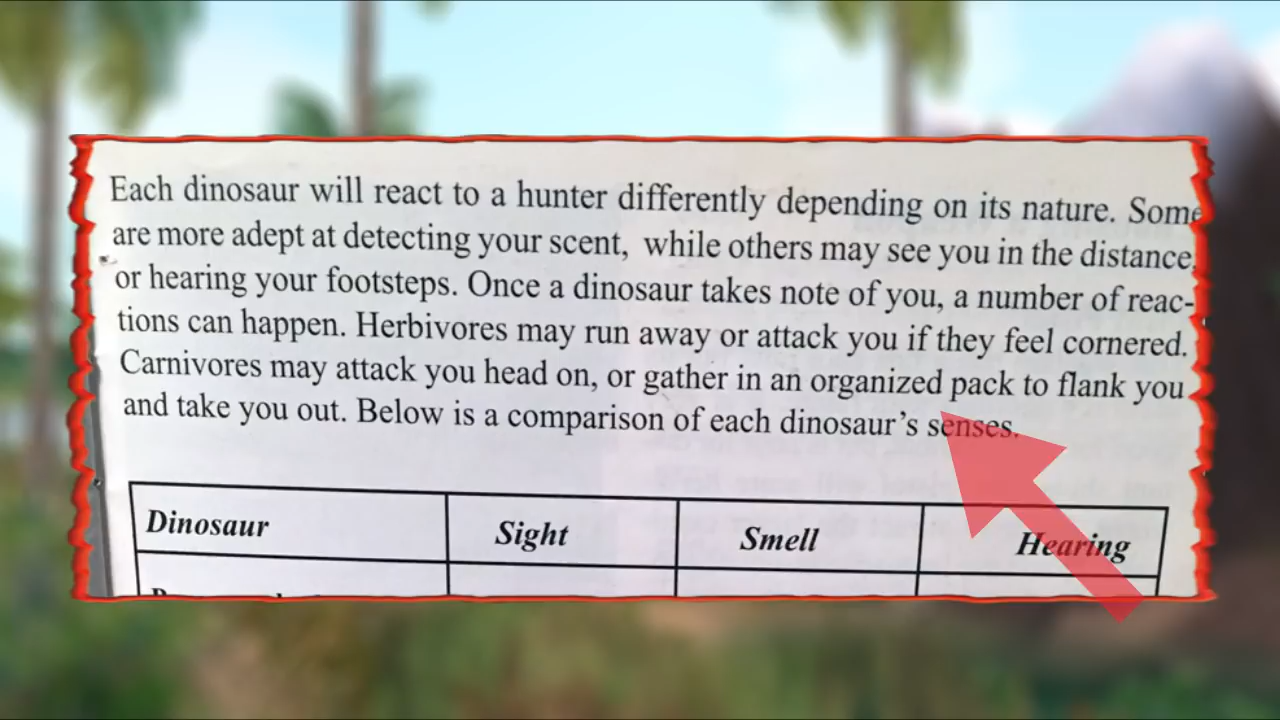 Each dinosaur will react to a hunter differently depending on its nature. Some
are more adept at detecting your scent, while others may see you in the distance,
or hearing your footsteps. Once a dinosaur takes note of you, a number of reac-
tions can happen. Herbivores may run away or attack you if they feel cornered.
Carnivores may attack you head on, or gather in an organized pack to flank you
and take you out. Below is a comparison of each dinosaur's senses.
Dinosaur Sight Smell Hearing